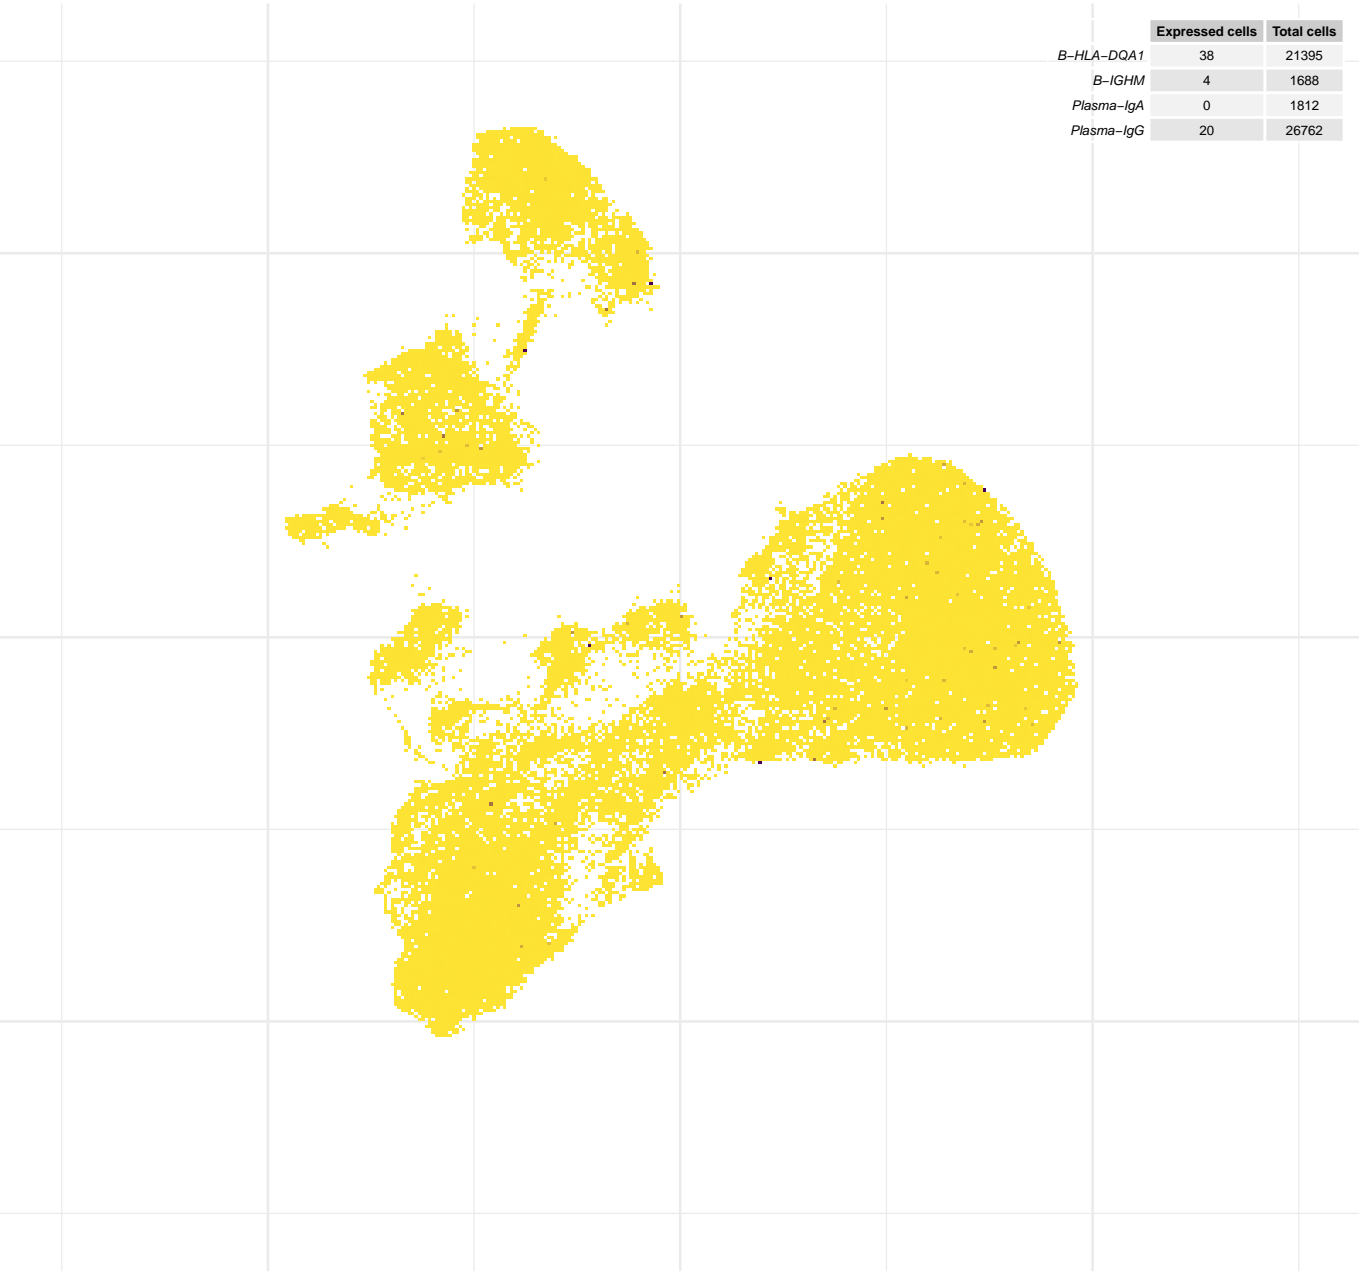 Expressed cells Total cells
B−HLA−DQA1 38 21395
B−IGHM 4 1688
Plasma−IgA 0 1812
Plasma−IgG 20 26762